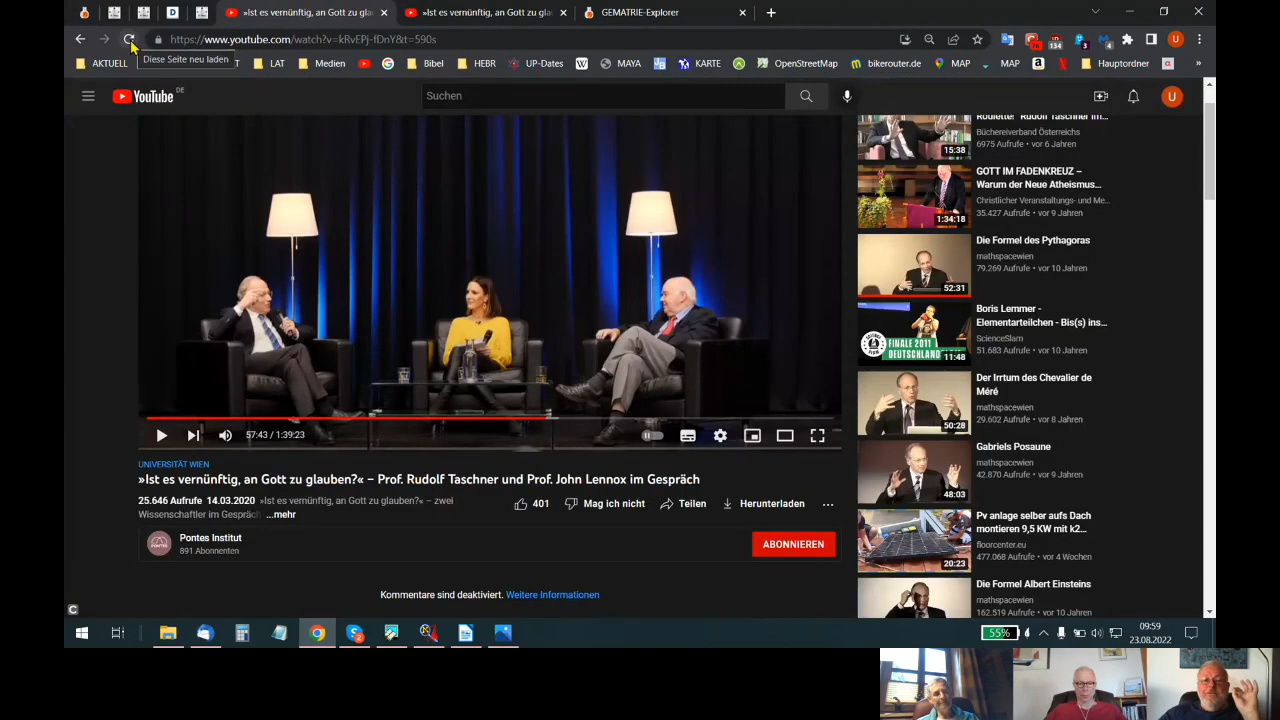 »Ist es vernünftig, an Gott zu gl
»Ist es vernünftig, an Gott zu gla
GEMATRIE-Explorer
https://www.youtube.com/watch?v=kRvEPj-fDnY&t=590s
Diese Seite neu laden
AKTUELL
T
LAT
Medien
Bibel
HEBR
UP-Dates
MAYA
KARTE
OpenStreetMap
bikerouter.de
MAP
MAP
Hauptordner
»
YouTube DE
Suchen
U
Roulette! Rudolf Taschner im...
Büchereiverband Österreichs
6975 Aufrufe • vor 6 Jahren
15:38
GOTT IM FADENKREUZ –
Warum der Neue Atheismus...
Christlicher Veranstaltungs- und Me...
35.427 Aufrufe • vor 9 Jahren
1:34:18
Die Formel des Pythagoras
mathspacewien
79.269 Aufrufe • vor 10 Jahren
52:31
Boris Lemmer -
Elementarteilchen - Bis(s) ins...
ScienceSlam
51.683 Aufrufe • vor 10 Jahren
FINALE 2011
DEUTSCHLAND
11:48
Der Irrtum des Chevalier de
Méré
mathspacewien
29.602 Aufrufe • vor 8 Jahren
50:28
Gabriels Posaune
mathspacewien
42.870 Aufrufe • vor 9 Jahren
48:03
Pv anlage selber aufs Dach
montieren 9,5 KW mit k2...
floorcenter.eu
477.068 Aufrufe • vor 4 Wochen
20:23
Die Formel Albert Einsteins
mathspacewien
162.519 Aufrufe • vor 10 Jahren
57:43 / 1:39:23
UNIVERSITÄT WIEN
»Ist es vernünftig, an Gott zu glauben?« – Prof. Rudolf Taschner und Prof. John Lennox im Gespräch
25.646 Aufrufe 14.03.2020 »Ist es vernünftig, an Gott zu glauben?« – zwei
Wissenschaftler im Gespräch ...mehr
401
Mag ich nicht
Teilen
Herunterladen
Pontes Institut
891 Abonnenten
ABONNIEREN
Kommentare sind deaktiviert. Weitere Informationen
55%
09:59
23.08.2022